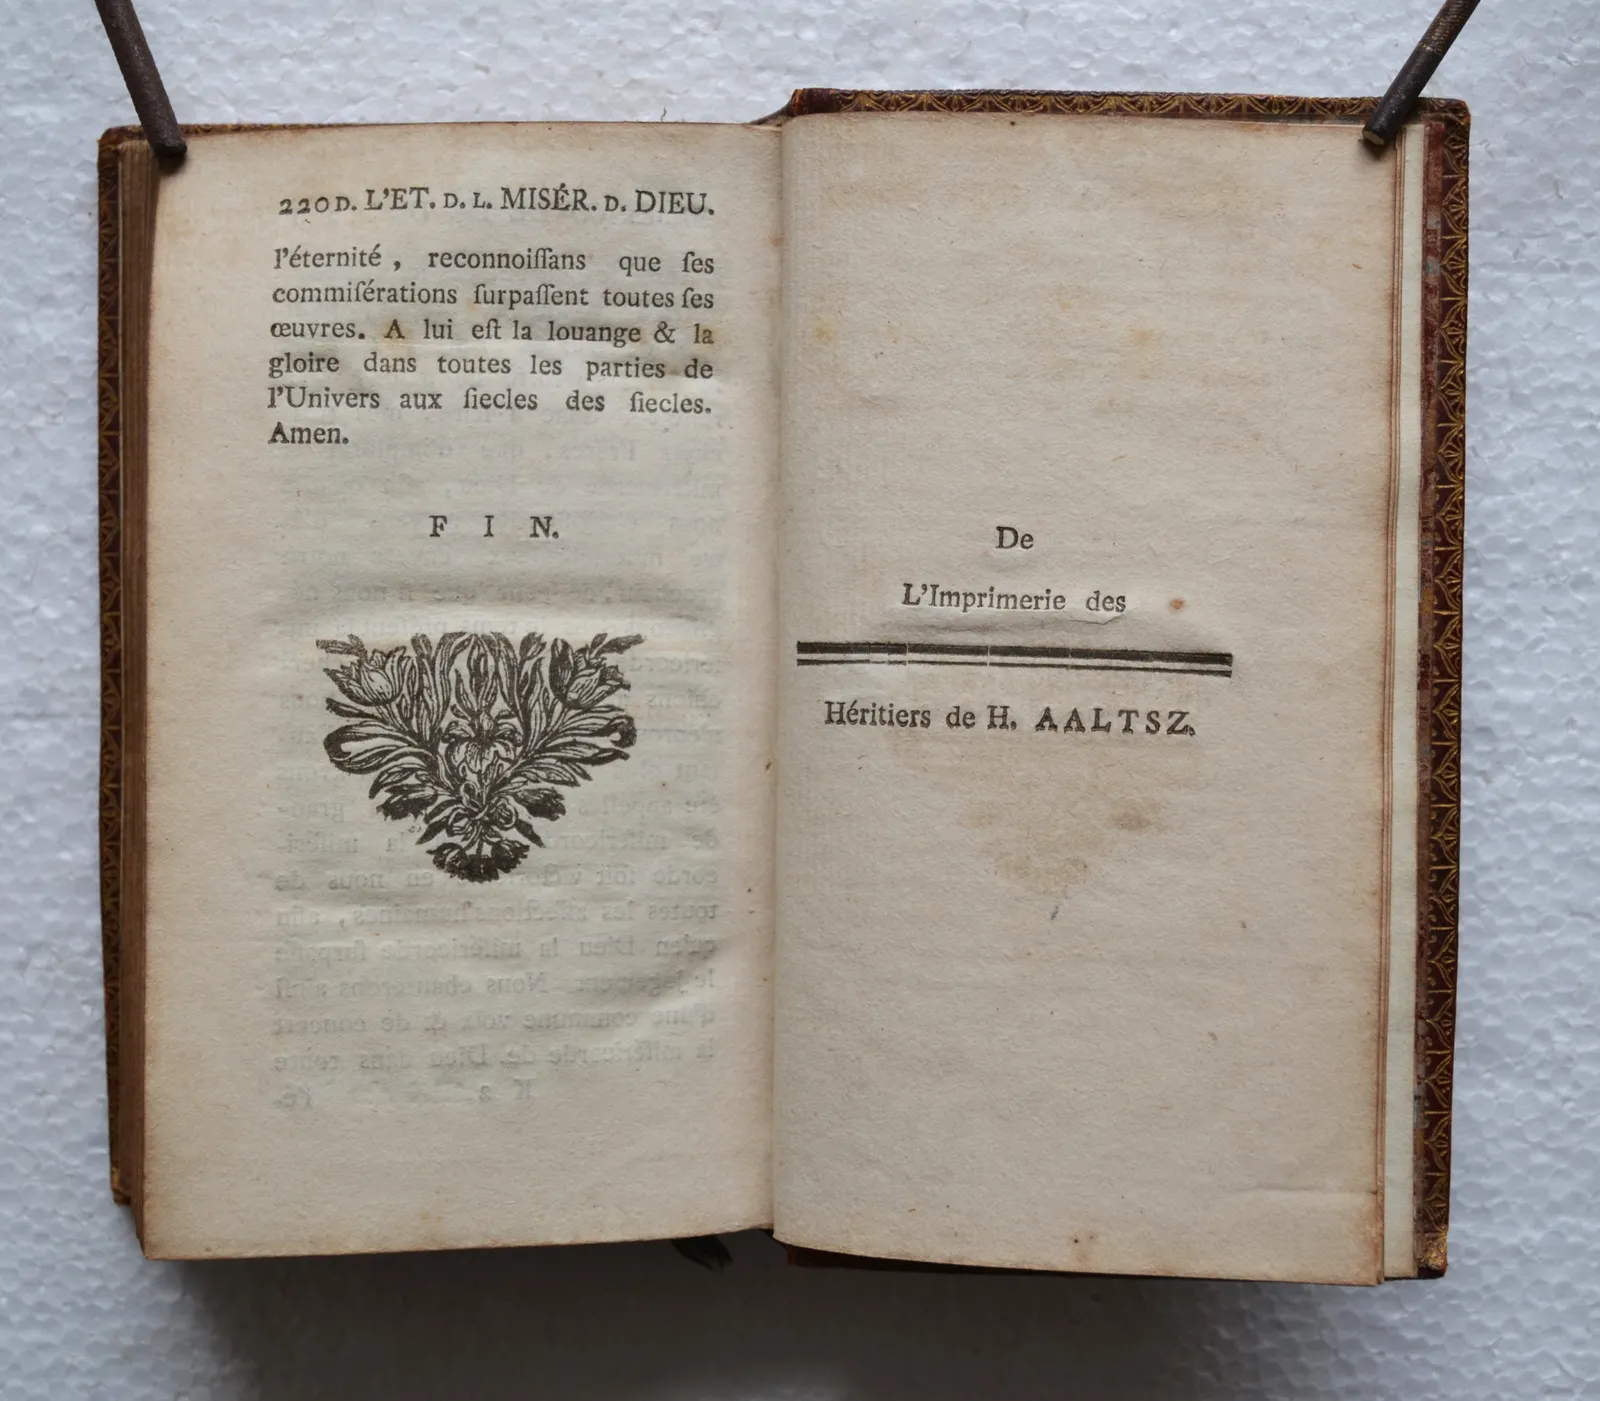 220 D. L'ET. D. L. MISÉR. D. DIEU.
l'éternité, reconnoiſſans que ſes
commiſérations ſurpaſſent toutes ſes
œuvres. A lui eſt la louange & la
gloire dans toutes les parties de
l'Univers aux ſiecles des ſiecles.
Amen.
F I N.
De
L'Imprimerie des
Héritiers de H. AALTSZ.